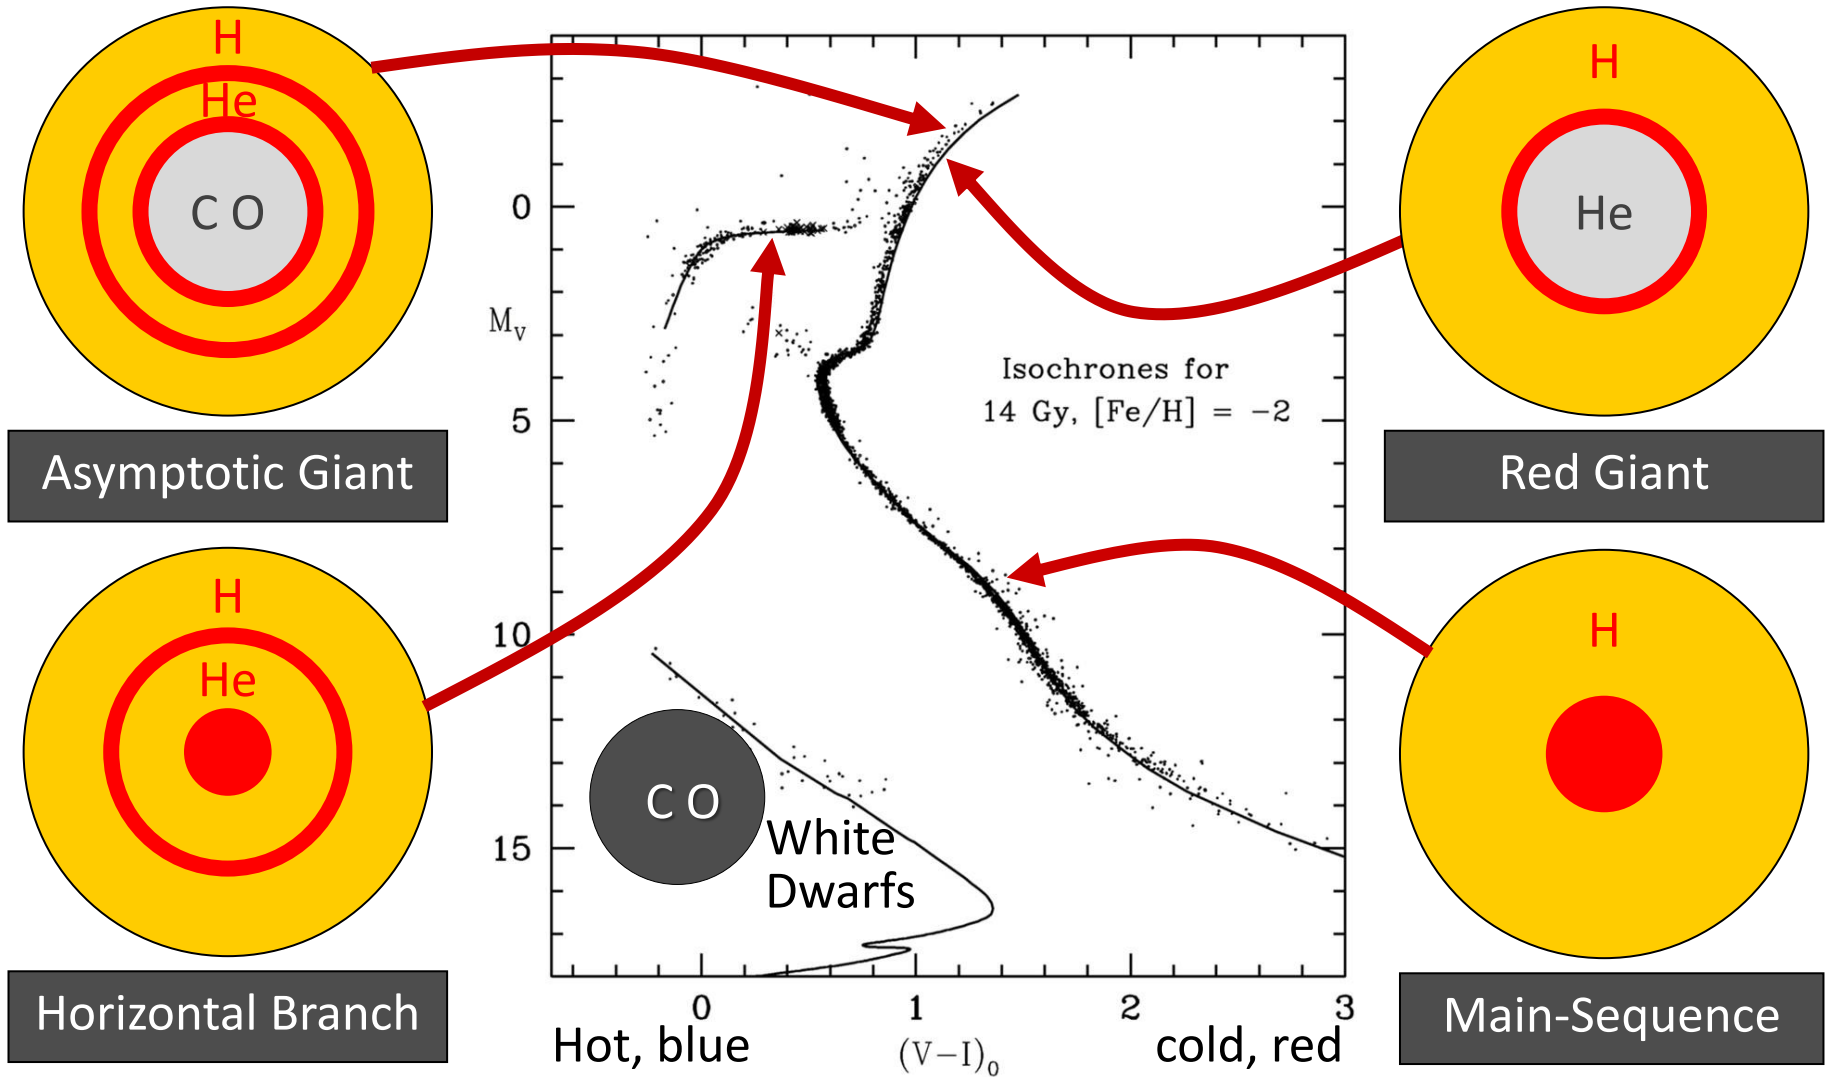 H
He
C O
Asymptotic Giant
H
He
Horizontal Branch
0
5
10
15
M_V
Isochrones for
14 Gy, [Fe/H] = -2
C O
White
Dwarfs
0 1 2 3
Hot, blue
(V-I)₀
cold, red
H
He
Red Giant
H
Main-Sequence